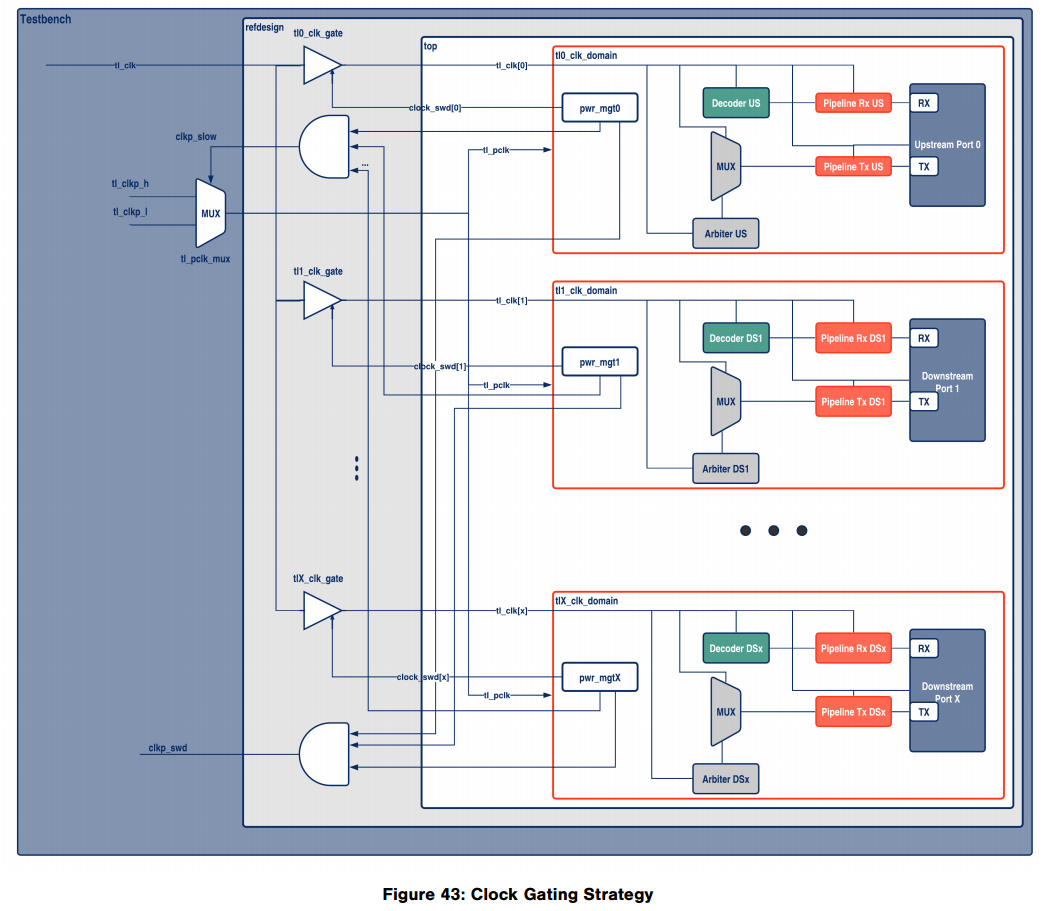 Testbench
refdesign
tl0_clk_gate
top
tl0_clk_domain
tl_clk
tl_clk[0]
clock_swd[0]
pwr_mgt0
Decoder US
Pipeline Rx US
RX
clkp_slow
...
tl_pclk
MUX
Upstream Port 0
Pipeline Tx US
TX
tl_clkp_h
tl_clkp_l
MUX
Arbiter US
tl_pclk_mux
tl1_clk_gate
tl1_clk_domain
tl_clk[1]
clock_swd[1]
pwr_mgt1
Decoder DS1
Pipeline Rx DS1
RX
tl_pclk
MUX
Downstream
Port 1
Pipeline Tx DS1
TX
Arbiter DS1
tlX_clk_gate
tlX_clk_domain
tl_clk[x]
clock_swd[x]
pwr_mgtX
Decoder DSx
Pipeline Rx DSx
RX
tl_pclk
MUX
Downstream
Port X
Pipeline Tx DSx
TX
clkp_swd
Arbiter DSx
Figure 43: Clock Gating Strategy